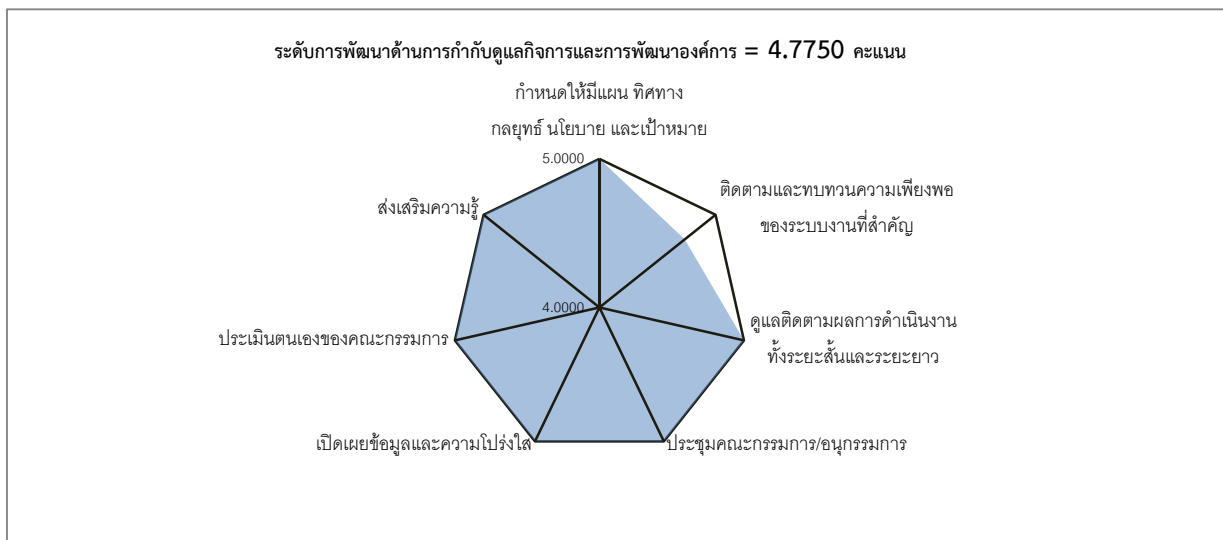 ระดับการพัฒนาด้านการกำกับดูแลกิจการและการพัฒนาองค์การ = 4.7750 คะแนน
กำหนดให้มีแผน ทิศทาง
กลยุทธ์ นโยบาย และเป้าหมาย
5.0000
ติดตามและทบทวนความเพียงพอ
ของระบบงานที่สำคัญ
ส่งเสริมความรู้
4.0000
ดูแลติดตามผลการดำเนินงาน
ทั้งระยะสั้นและระยะยาว
ประเมินตนเองของคณะกรรมการ
เปิดเผยข้อมูลและความโปร่งใส
ประชุมคณะกรรมการ/อนุกรรมการ